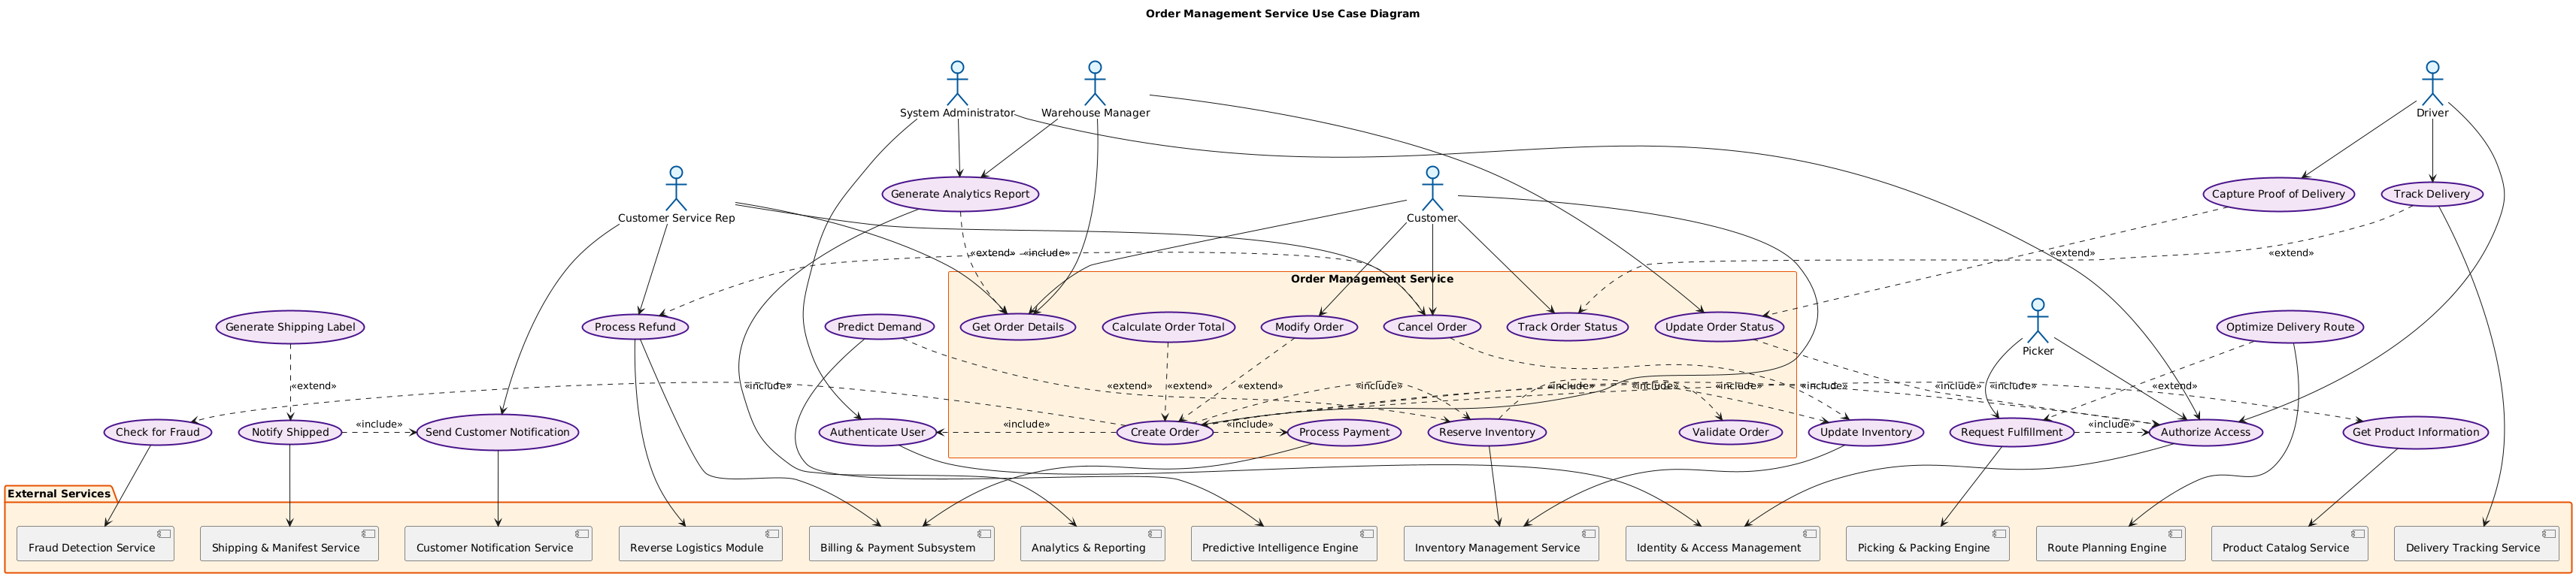 Order Management Service Use Case Diagram
System Administrator
Warehouse Manager
Driver
Customer Service Rep
Generate Analytics Report
Customer
Capture Proof of Delivery
Track Delivery
«extend»
«include»
«extend»
«extend»
Order Management Service
Generate Shipping Label
Process Refund
Predict Demand
Get Order Details
Calculate Order Total
Modify Order
Cancel Order
Track Order Status
Update Order Status
Picker
Optimize Delivery Route
«extend»
«include»
«extend»
«extend»
«extend»
«include»
«include»
«include»
«include»
«include»
«include»
«include»
«extend»
Check for Fraud
Notify Shipped
«include»
Send Customer Notification
Authenticate User
«include»
Create Order
«include»
Process Payment
Reserve Inventory
Validate Order
Update Inventory
Request Fulfillment
«include»
Authorize Access
Get Product Information
External Services
Fraud Detection Service
Shipping & Manifest Service
Customer Notification Service
Reverse Logistics Module
Billing & Payment Subsystem
Analytics & Reporting
Predictive Intelligence Engine
Inventory Management Service
Identity & Access Management
Picking & Packing Engine
Route Planning Engine
Product Catalog Service
Delivery Tracking Service